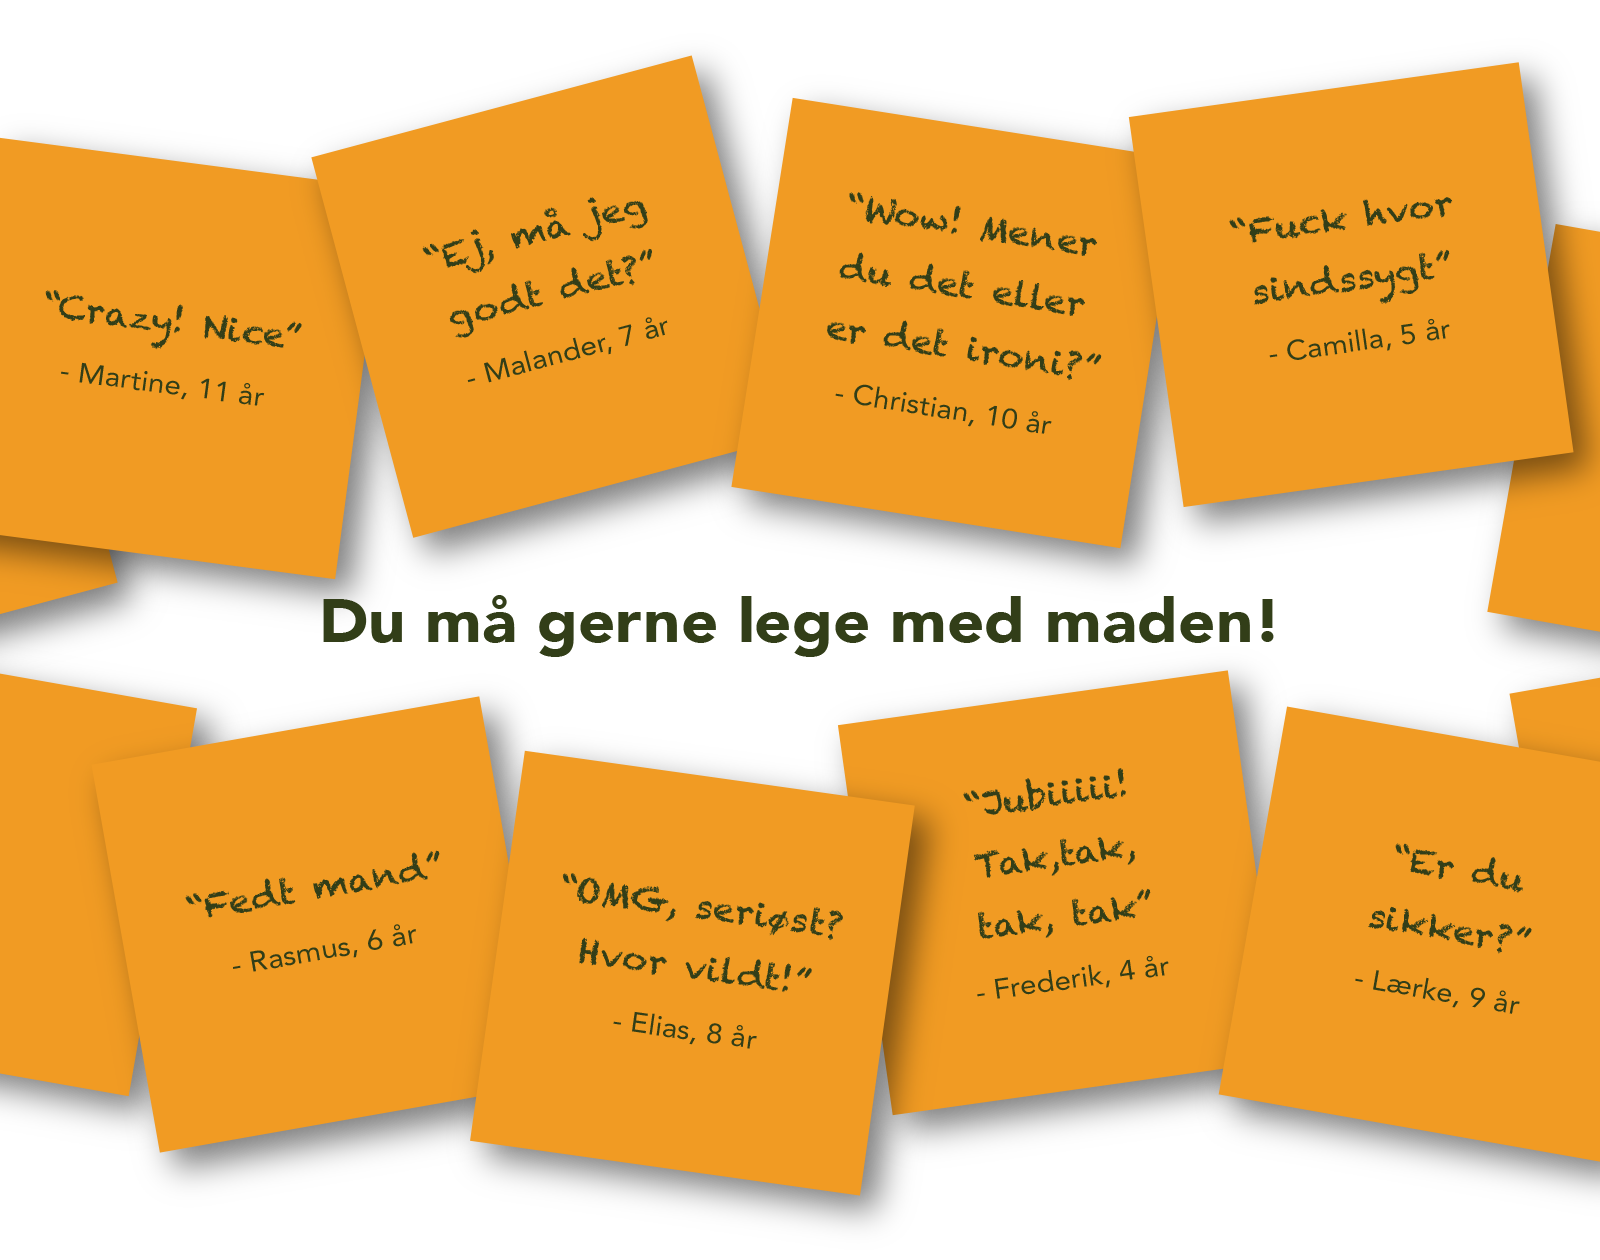 “Crazy! Nice”
- Martine, 11 år
“Ej, må jeg
godt det?”
- Malander, 7 år
“Wow! Mener
du det eller
er det ironi?”
- Christian, 10 år
“Fuck hvor
sindssygt”
- Camilla, 5 år
Du må gerne lege med maden!
“Fedt mand”
- Rasmus, 6 år
“OMG, seriøst?
Hvor vildt!”
- Elias, 8 år
“Jubiiiii!
Tak,tak,
tak, tak”
- Frederik, 4 år
“Er du
sikker?”
- Lærke, 9 år